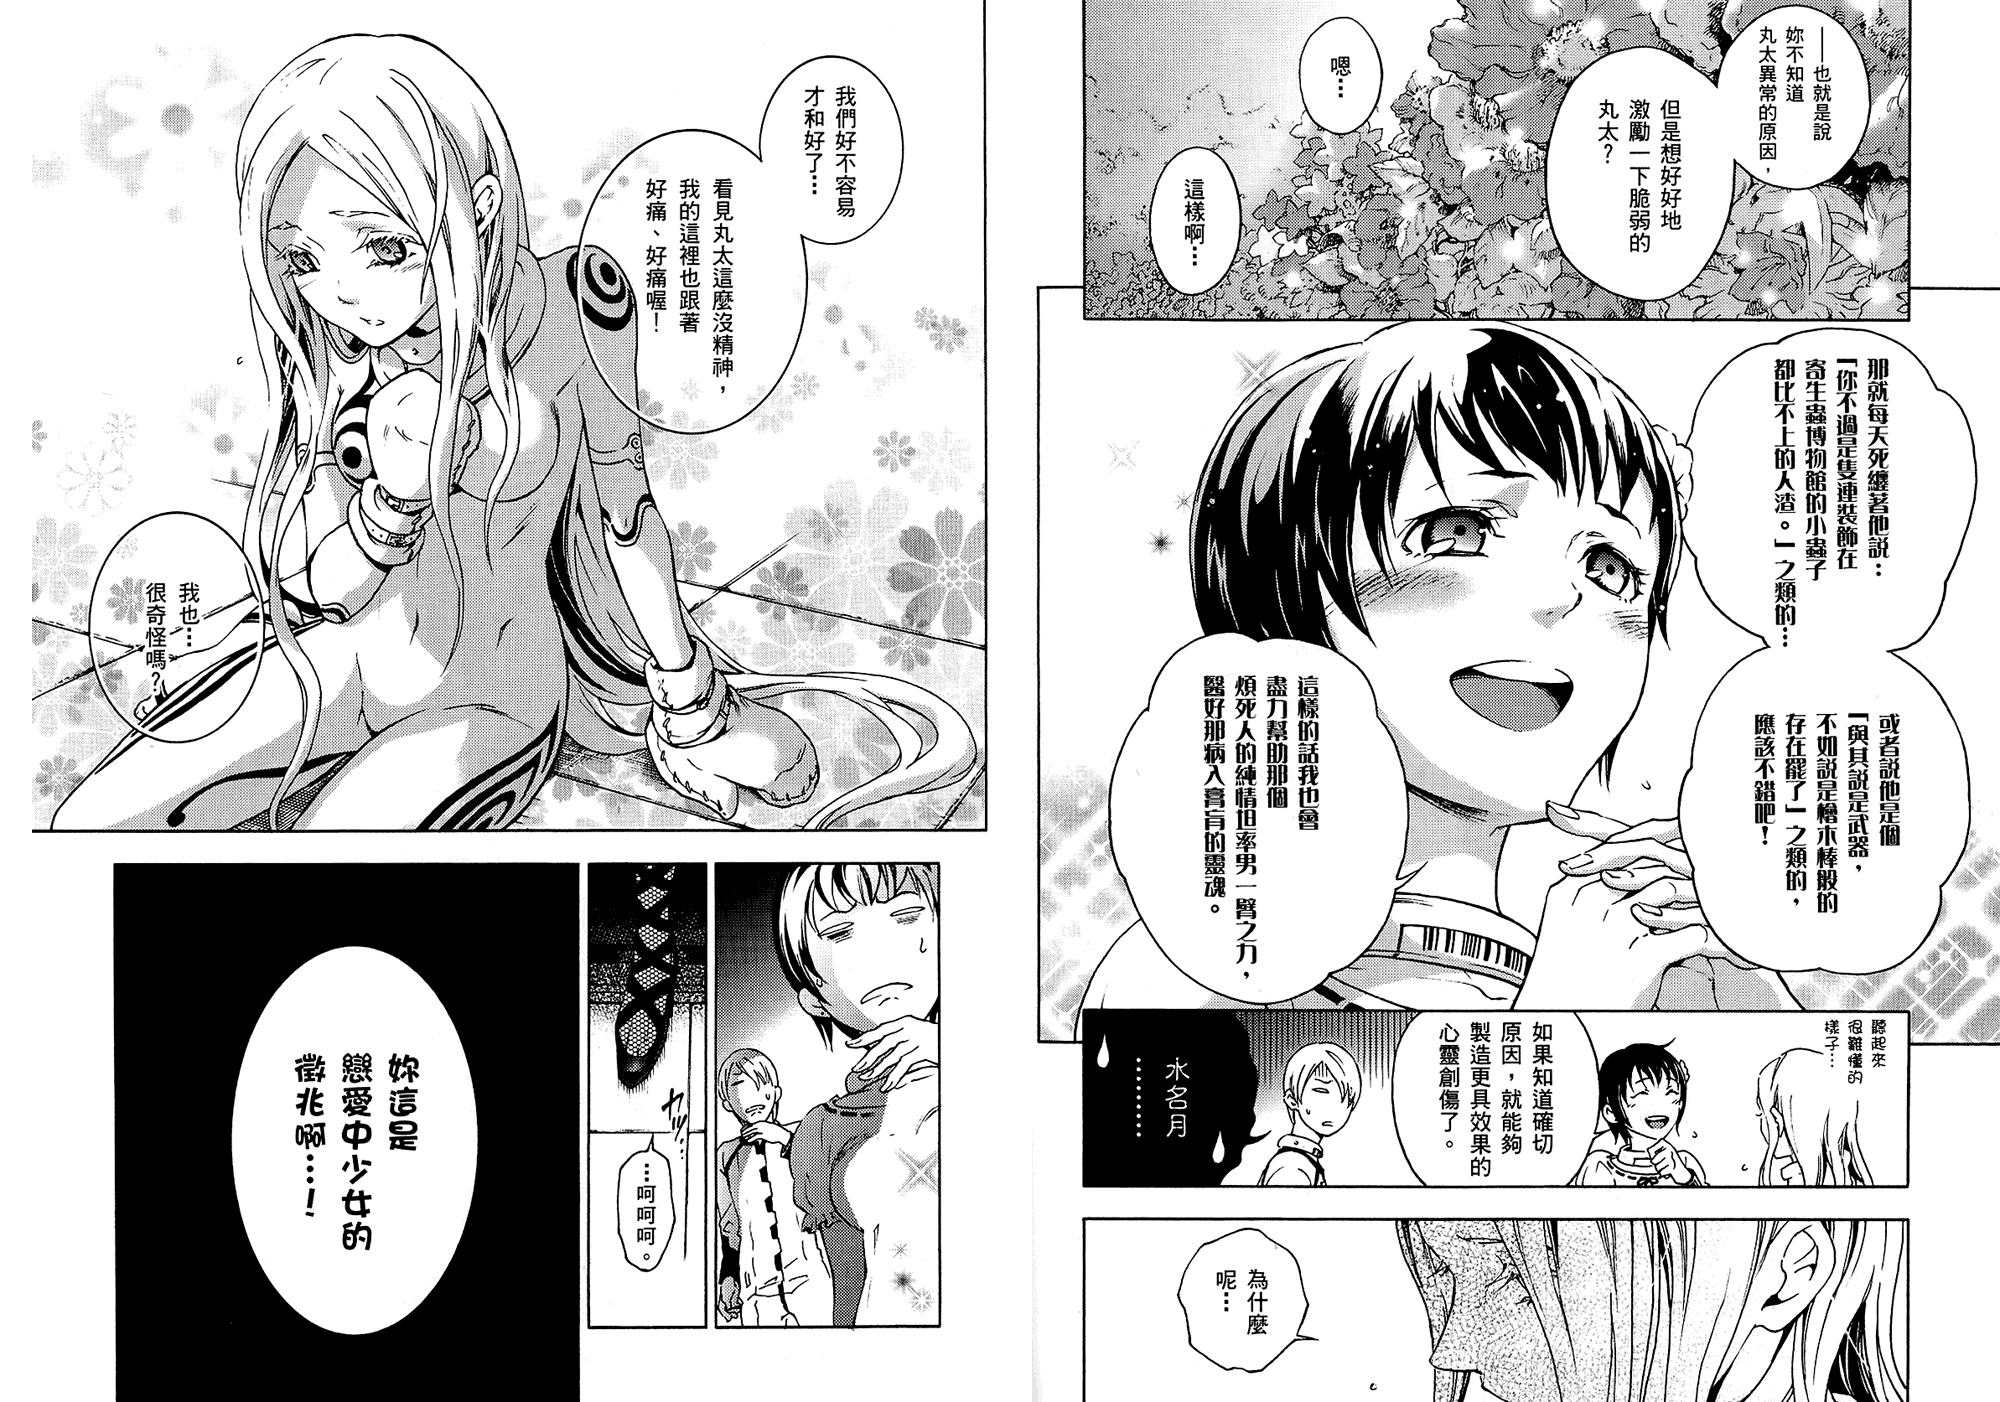 ──也就是說
妳不知道
丸太異常的原因，
但是想好好地
激勵一下脆弱的
丸太？
嗯…
這樣啊…
那就每天死纏著他說…
『你不過是隻連裝飾在
寄生蟲博物館的小蟲子
都比不上的人渣。』之類的…
或者說他是個
『與其說是武器，
不如說是檜木棒般的
存在罷了』之類的，
應該不錯吧！
這樣的話我也會
盡力幫助那個
煩死人的純情坦率男一臂之力，
醫好那病入膏肓的靈魂。
聽起來
很難懂的
樣子…
如果知道確切
原因，就能夠
製造更具效果的
心靈創傷了。
水名月
………
為什麼
呢…
我們好不容易
才和好了…
看見丸太這麼沒精神，
我的這裡也跟著
好痛、好痛喔！
我也…
很奇怪嗎？
カッ
…呵呵呵。
妳這是
戀愛中少女的
徵兆啊…！